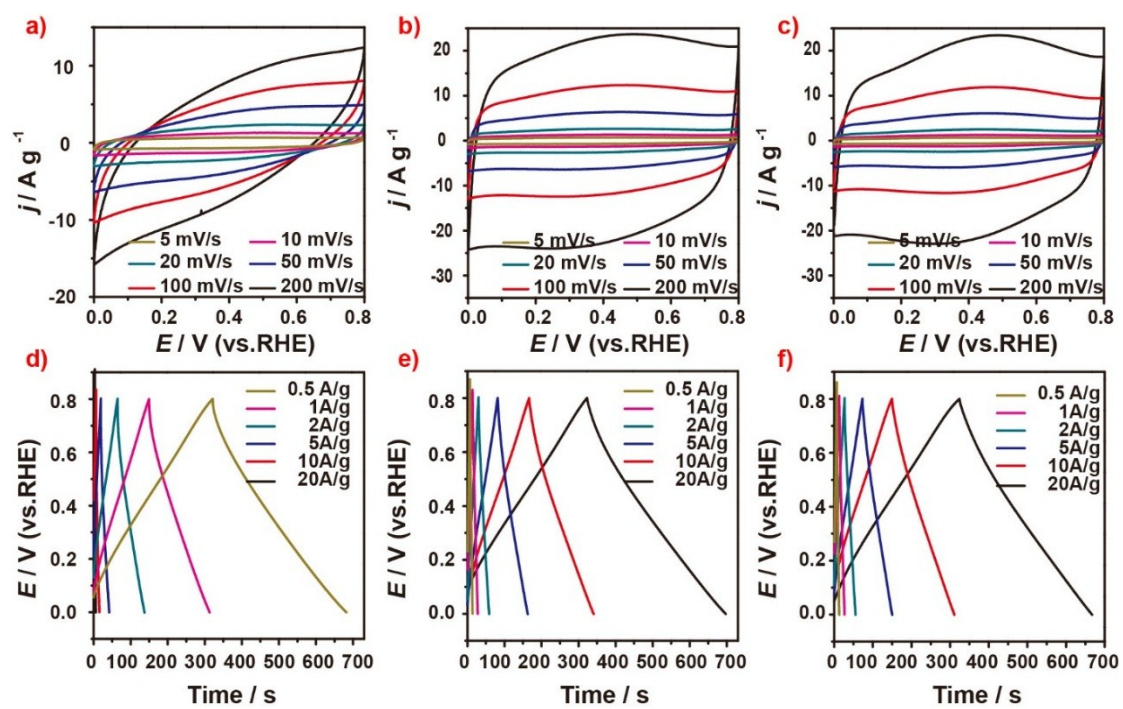 a)
j / A g-1
10
0
-10
-20
5 mV/s 10 mV/s
20 mV/s 50 mV/s
100 mV/s 200 mV/s
0.0 0.2 0.4 0.6 0.8
E / V (vs.RHE)
b)
j / A g-1
20
10
0
-10
-20
-30
5 mV/s 10 mV/s
20 mV/s 50 mV/s
100 mV/s 200 mV/s
0.0 0.2 0.4 0.6 0.8
E / V (vs.RHE)
c)
j / A g-1
20
10
0
-10
-20
-30
5 mV/s 10 mV/s
20 mV/s 50 mV/s
100 mV/s 200 mV/s
0.0 0.2 0.4 0.6 0.8
E / V (vs.RHE)
d)
E / V (vs.RHE)
0.8
0.6
0.4
0.2
0.0
0.5 A/g
1A/g
2A/g
5A/g
10A/g
20A/g
0 100 200 300 400 500 600 700
Time / s
e)
E / V (vs.RHE)
0.8
0.6
0.4
0.2
0.0
0.5 A/g
1A/g
2A/g
5A/g
10A/g
20A/g
0 100 200 300 400 500 600 700
Time / s
f)
E / V (vs.RHE)
0.8
0.6
0.4
0.2
0.0
0.5 A/g
1A/g
2A/g
5A/g
10A/g
20A/g
0 100 200 300 400 500 600 700
Time / s